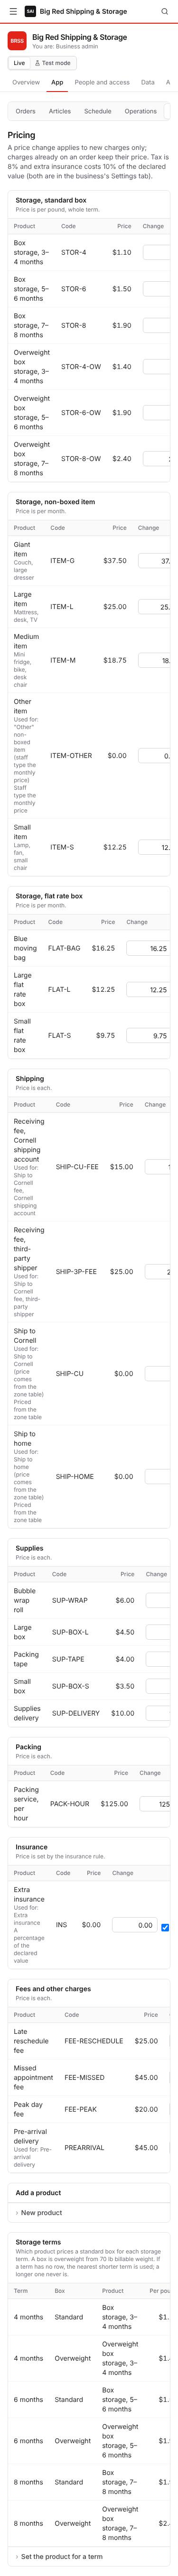 SAI Big Red Shipping & Storage
BRSS
Big Red Shipping & Storage
You are: Business admin
Live
Test mode
Overview App People and access Data A
Orders Articles Schedule Operations
Pricing
A price change applies to new charges only;
charges already on an order keep their price. Tax is
8% and extra insurance costs 10% of the declared
value (both are in the business's Settings tab).
Storage, standard box
Price is per pound, whole term.
Product Code Price Change
Box
storage, 3–
4 months
STOR-4 $1.10
Box
storage, 5–
6 months
STOR-6 $1.50
Box
storage, 7–
8 months
STOR-8 $1.90
Overweight
box
storage, 3–
4 months
STOR-4-OW $1.40
Overweight
box
storage, 5–
6 months
STOR-6-OW $1.90
Overweight
box
storage, 7–
8 months
STOR-8-OW $2.40
Storage, non-boxed item
Price is per month.
Product Code Price Change
Giant
item
Couch,
large
dresser
ITEM-G $37.50 37.
Large
item
Mattress,
desk, TV
ITEM-L $25.00 25.
Medium
item
Mini
fridge,
bike,
desk
chair
ITEM-M $18.75 18.
Other
item
Used for:
"Other"
non-
boxed
item
(staff
type the
monthly
price)
Staff
type the
monthly
price
ITEM-OTHER $0.00 0.
Small
item
Lamp,
fan,
small
chair
ITEM-S $12.25 12.
Storage, flat rate box
Price is per month.
Product Code Price Change
Blue
moving
bag
FLAT-BAG $16.25 16.25
Large
flat
rate
box
FLAT-L $12.25 12.25
Small
flat
rate
box
FLAT-S $9.75 9.75
Shipping
Price is each.
Product Code Price Change
Receiving
fee,
Cornell
shipping
account
Used for:
Ship to
Cornell
fee,
Cornell
shipping
account
SHIP-CU-FEE $15.00
Receiving
fee,
third-
party
shipper
Used for:
Ship to
Cornell
fee, third-
party
shipper
SHIP-3P-FEE $25.00
Ship to
Cornell
Used for:
Ship to
Cornell
(price
comes
from the
zone table)
Priced
from the
zone table
SHIP-CU $0.00
Ship to
home
Used for:
Ship to
home
(price
comes
from the
zone table)
Priced
from the
zone table
SHIP-HOME $0.00
Supplies
Price is each.
Product Code Price Change
Bubble
wrap
roll
SUP-WRAP $6.00
Large
box
SUP-BOX-L $4.50
Packing
tape
SUP-TAPE $4.00
Small
box
SUP-BOX-S $3.50
Supplies
delivery
SUP-DELIVERY $10.00
Packing
Price is each.
Product Code Price Change
Packing
service,
per
hour
PACK-HOUR $125.00 125
Insurance
Price is set by the insurance rule.
Product Code Price Change
Extra
insurance
Used for:
Extra
insurance
A
percentage
of the
declared
value
INS $0.00 0.00
Fees and other charges
Price is each.
Product Code Price
Late
reschedule
fee
FEE-RESCHEDULE $25.00
Missed
appointment
fee
FEE-MISSED $45.00
Peak day
fee
FEE-PEAK $20.00
Pre-arrival
delivery
Used for: Pre-
arrival
delivery
PREARRIVAL $45.00
Add a product
› New product
Storage terms
Which product prices a standard box for each storage
term. A box is overweight from 70 lb billable weight. If
a term has no row, the nearest shorter term is used; a
longer one never is.
Term Box Product Per pou
4 months Standard
Box
storage, 3–
4 months
$1.
4 months Overweight
Overweight
box
storage, 3–
4 months
$1.
6 months Standard
Box
storage, 5–
6 months
$1.
6 months Overweight
Overweight
box
storage, 5–
6 months
$1.
8 months Standard
Box
storage, 7–
8 months
$1.
8 months Overweight
Overweight
box
storage, 7–
8 months
$2.
› Set the product for a term